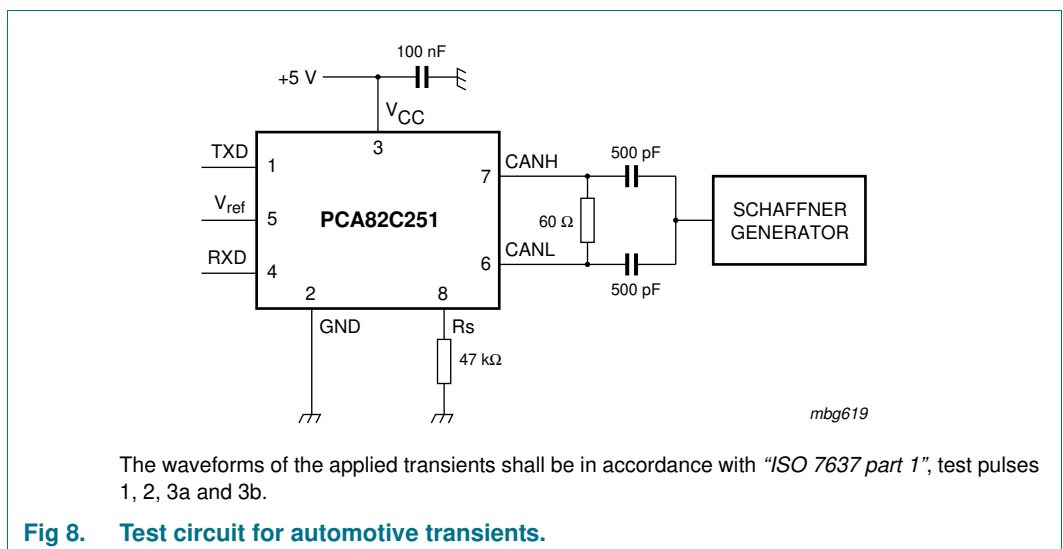 100 nF
+5 V
VCC
3
TXD
1
CANH
7
500 pF
Vref
5
PCA82C251
60 Ω
SCHAFFNER
GENERATOR
RXD
4
CANL
6
500 pF
2
8
GND
Rs
47 kΩ
mbg619
The waveforms of the applied transients shall be in accordance with “ISO 7637 part 1”, test pulses
1, 2, 3a and 3b.
Fig 8. Test circuit for automotive transients.